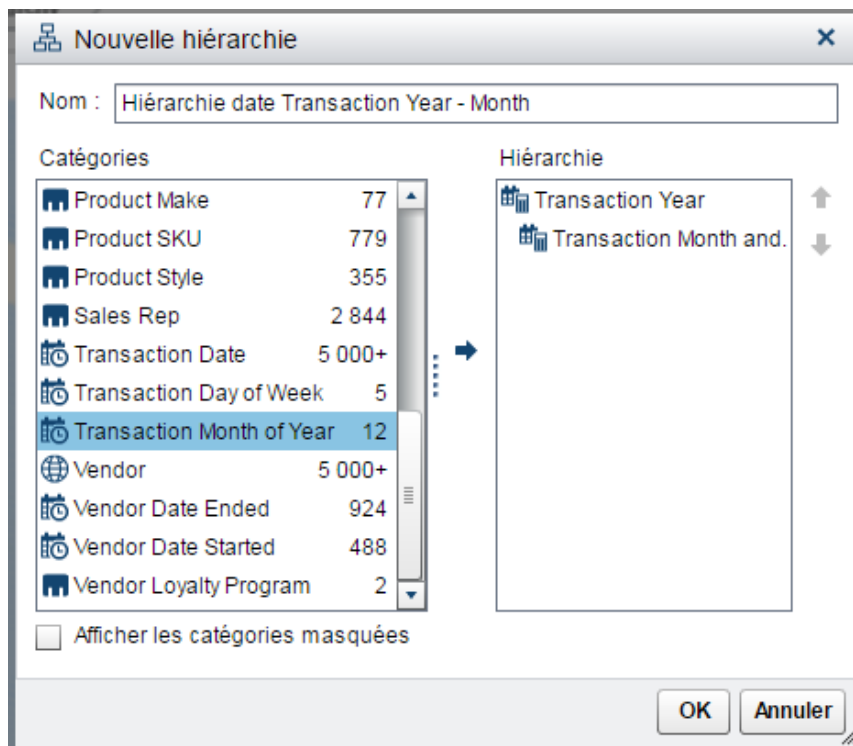 Nouvelle hiérarchie
Nom : Hiérarchie date Transaction Year - Month
Catégories
Product Make 77
Product SKU 779
Product Style 355
Sales Rep 2 844
Transaction Date 5 000+
Transaction Day of Week 5
Transaction Month of Year 12
Vendor 5 000+
Vendor Date Ended 924
Vendor Date Started 488
Vendor Loyalty Program 2
Hiérarchie
Transaction Year
Transaction Month and.
Afficher les catégories masquées
OK Annuler